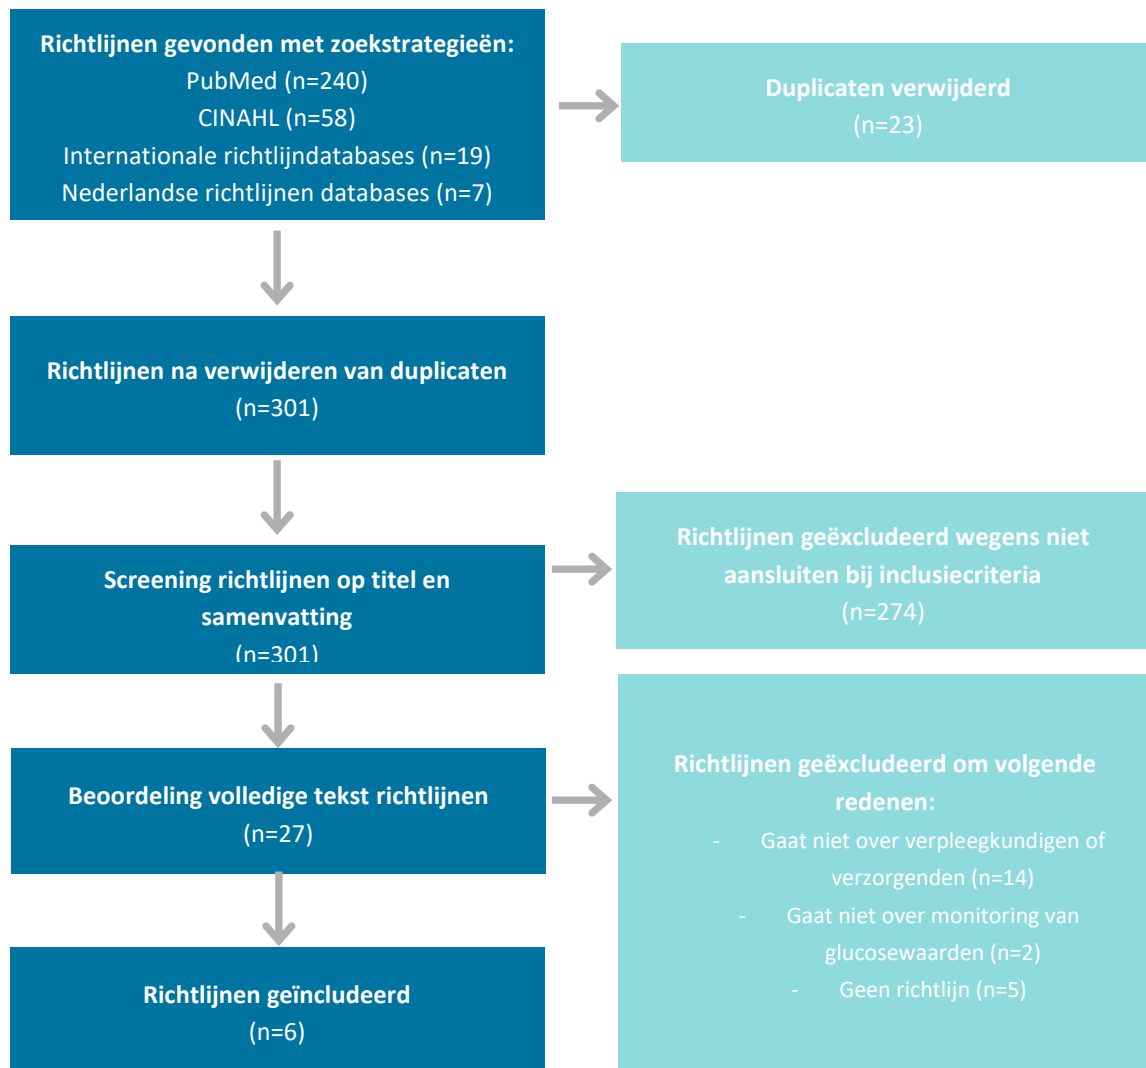 Richtlijnen gevonden met zoekstrategieën:
PubMed (n=240)
CINAHL (n=58)
Internationale richtlijndatabases (n=19)
Nederlandse richtlijnen databases (n=7)
Duplicaten verwijderd
(n=23)
Richtlijnen na verwijderen van duplicaten
(n=301)
Screening richtlijnen op titel en
samenvatting
(n=301)
Richtlijnen geëxcludeerd wegens niet
aansluiten bij inclusiecriteria
(n=274)
Beoordeling volledige tekst richtlijnen
(n=27)
Richtlijnen geëxcludeerd om volgende
redenen:
- Gaat niet over verpleegkundigen of
verzorgenden (n=14)
- Gaat niet over monitoring van
glucosewaarden (n=2)
- Geen richtlijn (n=5)
Richtlijnen geïncludeerd
(n=6)